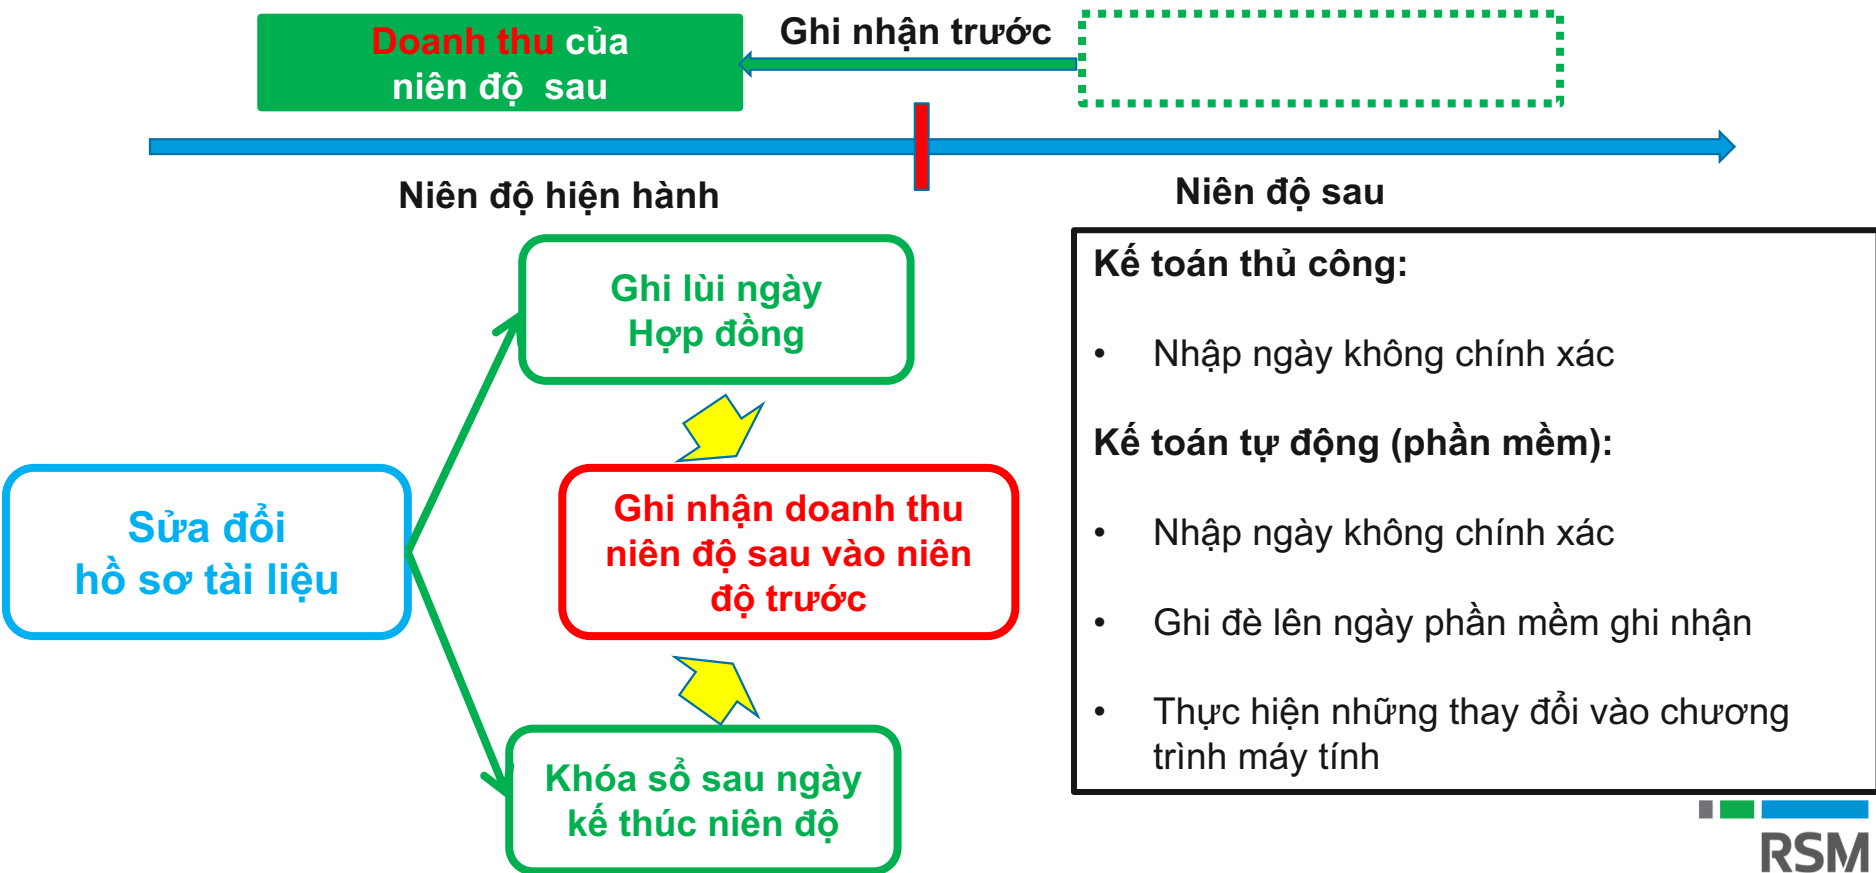 Doanh thu của
niên độ sau
Ghi nhận trước
Niên độ hiện hành
Niên độ sau
Ghi lùi ngày
Hợp đồng
Sửa đổi
hồ sơ tài liệu
Ghi nhận doanh thu
niên độ sau vào niên
độ trước
Khóa sổ sau ngày
kế thúc niên độ
Kế toán thủ công:
• Nhập ngày không chính xác
Kế toán tự động (phần mềm):
• Nhập ngày không chính xác
• Ghi đè lên ngày phần mềm ghi nhận
• Thực hiện những thay đổi vào chương
trình máy tính
RSM